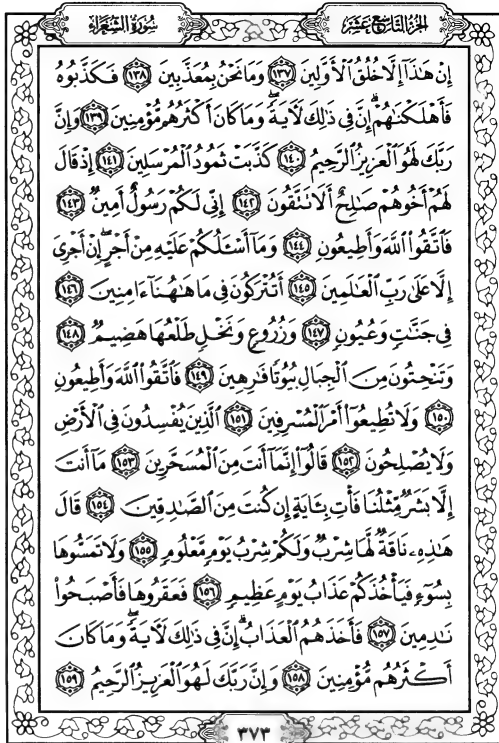 الجزء التاسع عشر
سورة الشعراء
إِنْ هَٰذَآ إِلَّا خُلُقُ ٱلْأَوَّلِينَ ﴿١٣٧﴾ وَمَا نَحْنُ بِمُعَذَّبِينَ ﴿١٣٨﴾ فَكَذَّبُوهُ
فَأَهْلَكْنَٰهُمْ ۗ إِنَّ فِى ذَٰلِكَ لَءَايَةً ۖ وَمَا كَانَ أَكْثَرُهُم مُّؤْمِنِينَ ﴿١٣٩﴾ وَإِنَّ
رَبَّكَ لَهُوَ ٱلْعَزِيزُ ٱلرَّحِيمُ ﴿١٤٠﴾ كَذَّبَتْ ثَمُودُ ٱلْمُرْسَلِينَ ﴿١٤١﴾ إِذْ قَالَ
لَهُمْ أَخُوهُمْ صَٰلِحٌ أَلَا تَتَّقُونَ ﴿١٤٢﴾ إِنِّى لَكُمْ رَسُولٌ أَمِينٌ ﴿١٤٣﴾
فَٱتَّقُوا۟ ٱللَّهَ وَأَطِيعُونِ ﴿١٤٤﴾ وَمَآ أَسْـَٔلُكُمْ عَلَيْهِ مِنْ أَجْرٍ ۖ إِنْ أَجْرِىَ
إِلَّا عَلَىٰ رَبِّ ٱلْعَٰلَمِينَ ﴿١٤٥﴾ أَتُتْرَكُونَ فِى مَا هَٰهُنَآ ءَامِنِينَ ﴿١٤٦﴾
فِى جَنَّٰتٍ وَعُيُونٍ ﴿١٤٧﴾ وَزُرُوعٍ وَنَخْلٍ طَلْعُهَا هَضِيمٌ ﴿١٤٨﴾
وَتَنْحِتُونَ مِنَ ٱلْجِبَالِ بُيُوتًا فَٰرِهِينَ ﴿١٤٩﴾ فَٱتَّقُوا۟ ٱللَّهَ وَأَطِيعُونِ
﴿١٥٠﴾ وَلَا تُطِيعُوٓا۟ أَمْرَ ٱلْمُسْرِفِينَ ﴿١٥١﴾ ٱلَّذِينَ يُفْسِدُونَ فِى ٱلْأَرْضِ
وَلَا يُصْلِحُونَ ﴿١٥٢﴾ قَالُوٓا۟ إِنَّمَآ أَنتَ مِنَ ٱلْمُسَحَّرِينَ ﴿١٥٣﴾ مَآ أَنتَ
إِلَّا بَشَرٌ مِّثْلُنَا فَأْتِ بِـَٔايَةٍ إِن كُنتَ مِنَ ٱلصَّٰدِقِينَ ﴿١٥٤﴾ قَالَ
هَٰذِهِۦ نَاقَةٌ لَّهَا شِرْبٌ وَلَكُمْ شِرْبُ يَوْمٍ مَّعْلُومٍ ﴿١٥٥﴾ وَلَا تَمَسُّوهَا
بِسُوٓءٍ فَيَأْخُذَكُمْ عَذَابُ يَوْمٍ عَظِيمٍ ﴿١٥٦﴾ فَعَقَرُوهَا فَأَصْبَحُوا۟
نَٰدِمِينَ ﴿١٥٧﴾ فَأَخَذَهُمُ ٱلْعَذَابُ ۗ إِنَّ فِى ذَٰلِكَ لَءَايَةً ۖ وَمَا كَانَ
أَكْثَرُهُم مُّؤْمِنِينَ ﴿١٥٨﴾ وَإِنَّ رَبَّكَ لَهُوَ ٱلْعَزِيزُ ٱلرَّحِيمُ ﴿١٥٩﴾
٣٧٣